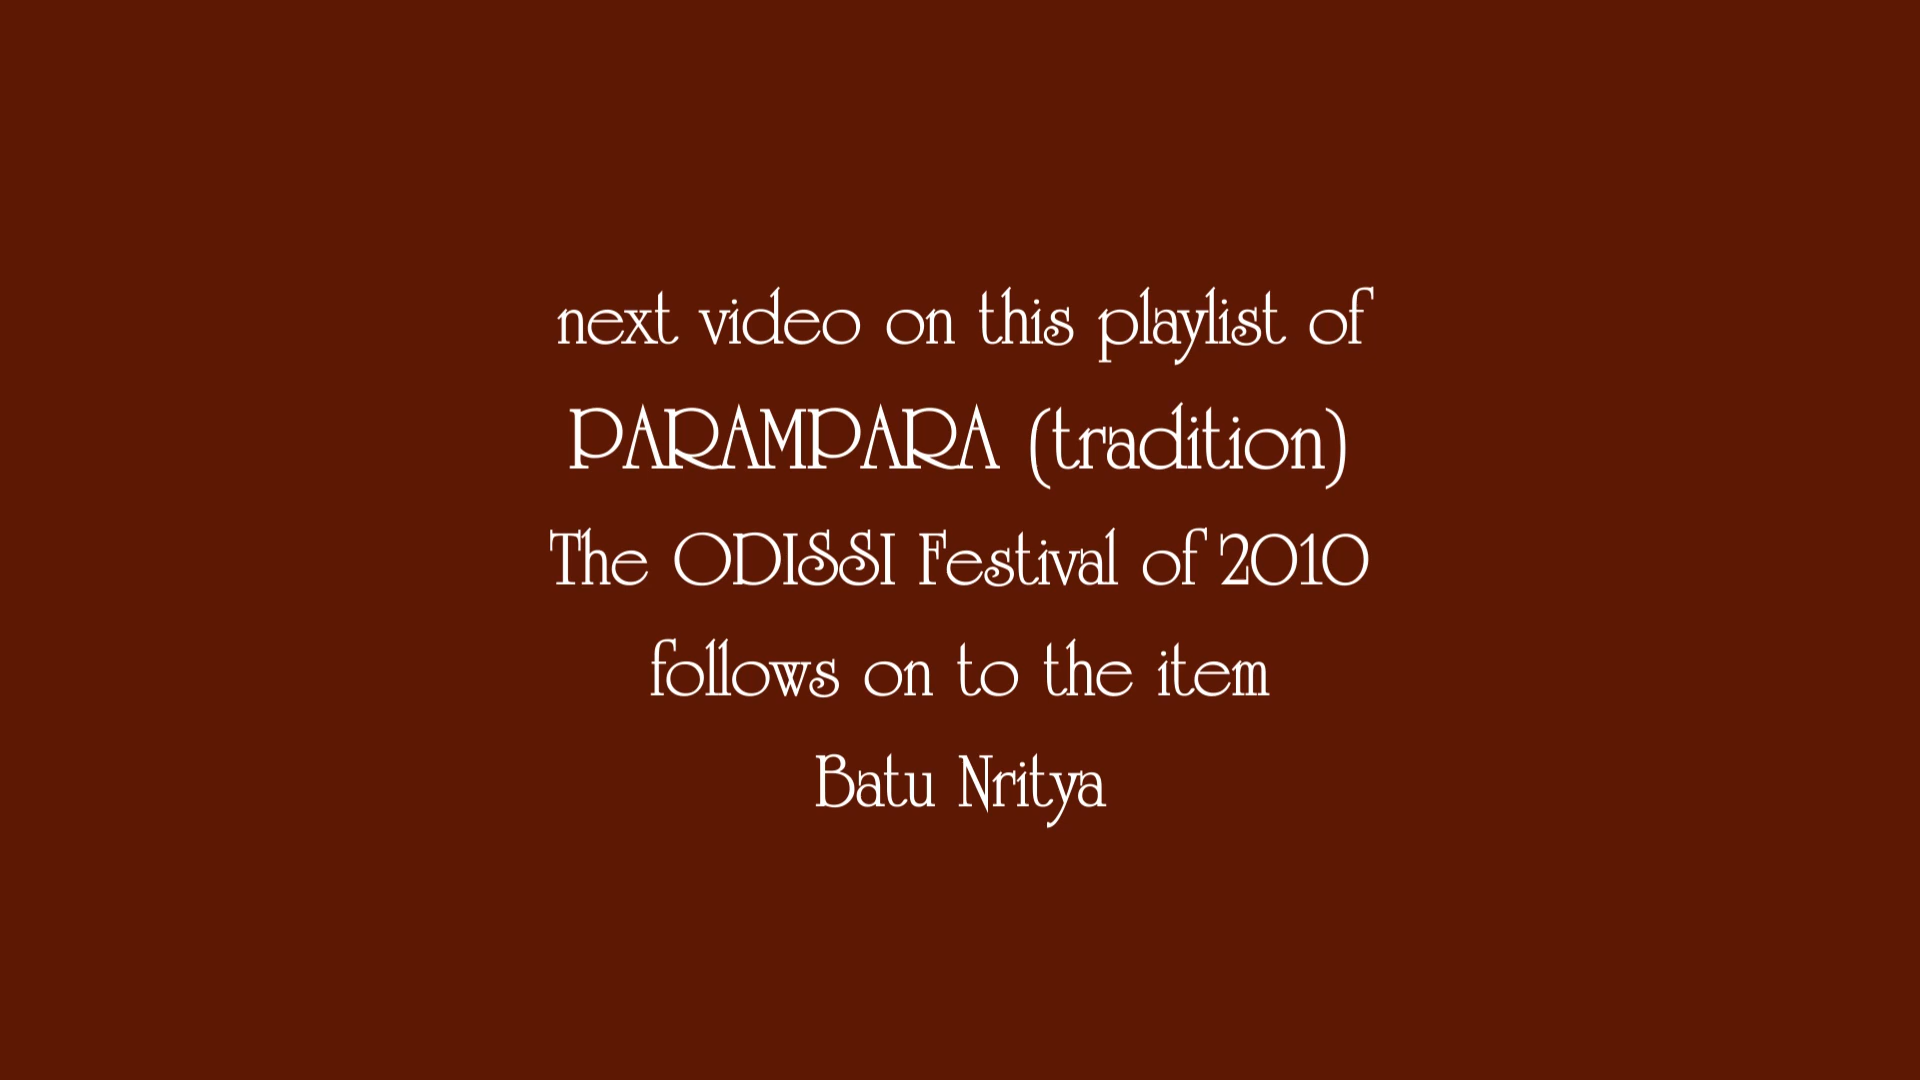 next video on this playlist of
PARAMPARA (tradition)
The ODISSI Festival of 2010
follows on to the item
Batu Nritya